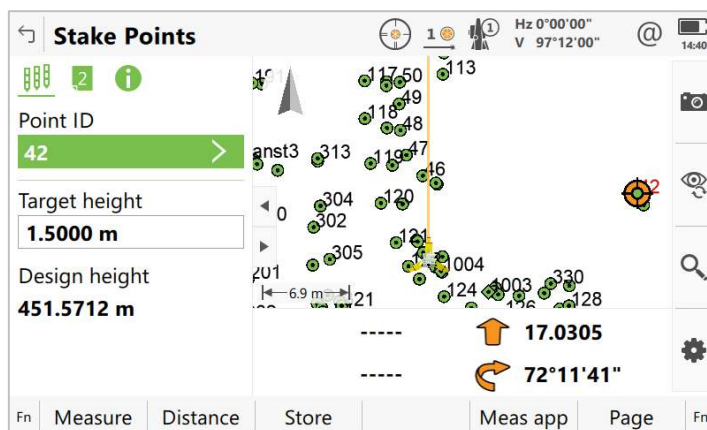 Stake Points
1
1
Hz 0°00'00"
V 97°12'00"
@
14:40
2
i
Point ID
42
Target height
1.5000 m
Design height
451.5712 m
117
50
113
49
118
48
anst3
313
119
47
46
304
120
0
302
121
305
1004
201
1003
330
124
128
6.9 m
21
126
-----
17.0305
-----
72°11'41"
Fn
Measure
Distance
Store
Meas app
Page
Fn